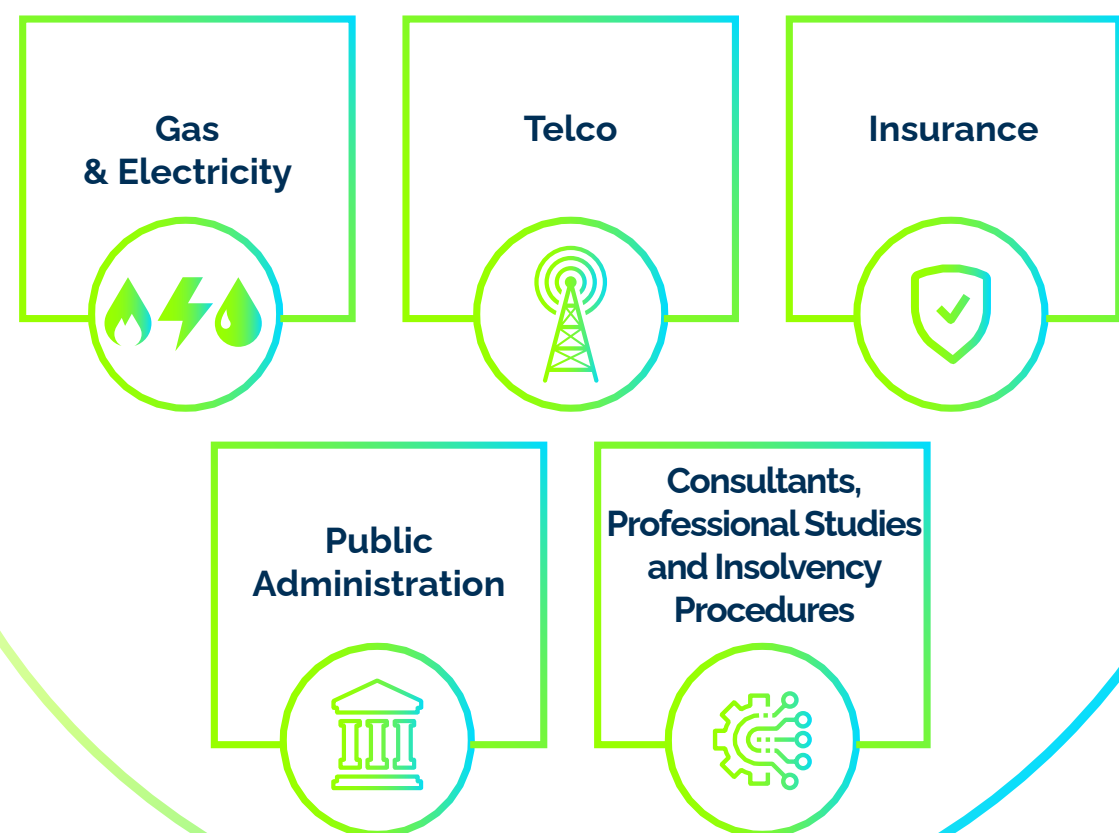 Gas
& Electricity
Telco
Insurance
Public
Administration
Consultants,
Professional Studies
and Insolvency
Procedures